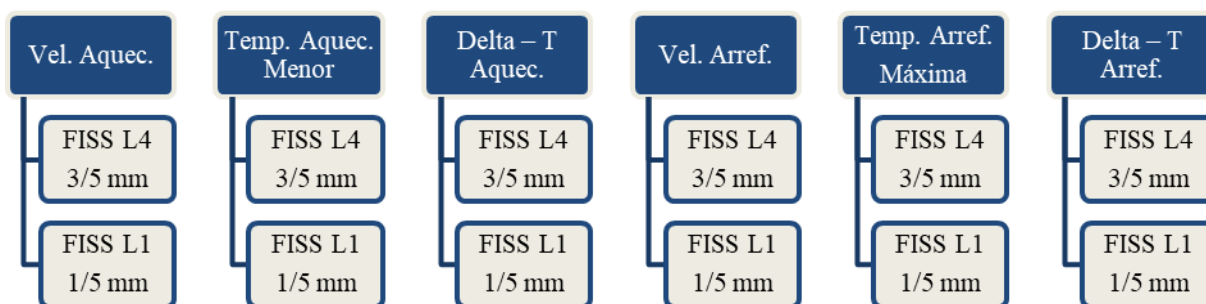 Vel. Aquec.
FISS L4
3/5 mm
FISS L1
1/5 mm
Temp. Aquec.
Menor
FISS L4
3/5 mm
FISS L1
1/5 mm
Delta – T
Aquec.
FISS L4
3/5 mm
FISS L1
1/5 mm
Vel. Arref.
FISS L4
3/5 mm
FISS L1
1/5 mm
Temp. Arref.
Máxima
FISS L4
3/5 mm
FISS L1
1/5 mm
Delta – T
Arref.
FISS L4
3/5 mm
FISS L1
1/5 mm